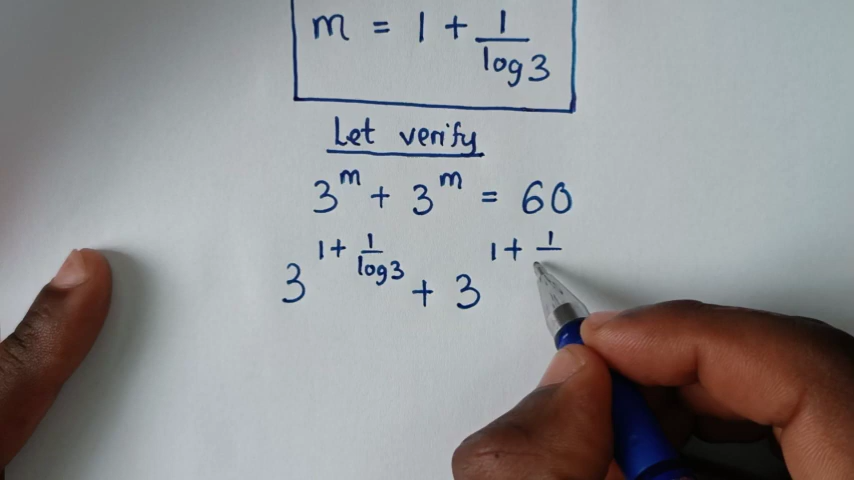 m = 1 + 1/log3
Let verify
3^m + 3^m = 60
3^(1+1/log3) + 3^(1+1/